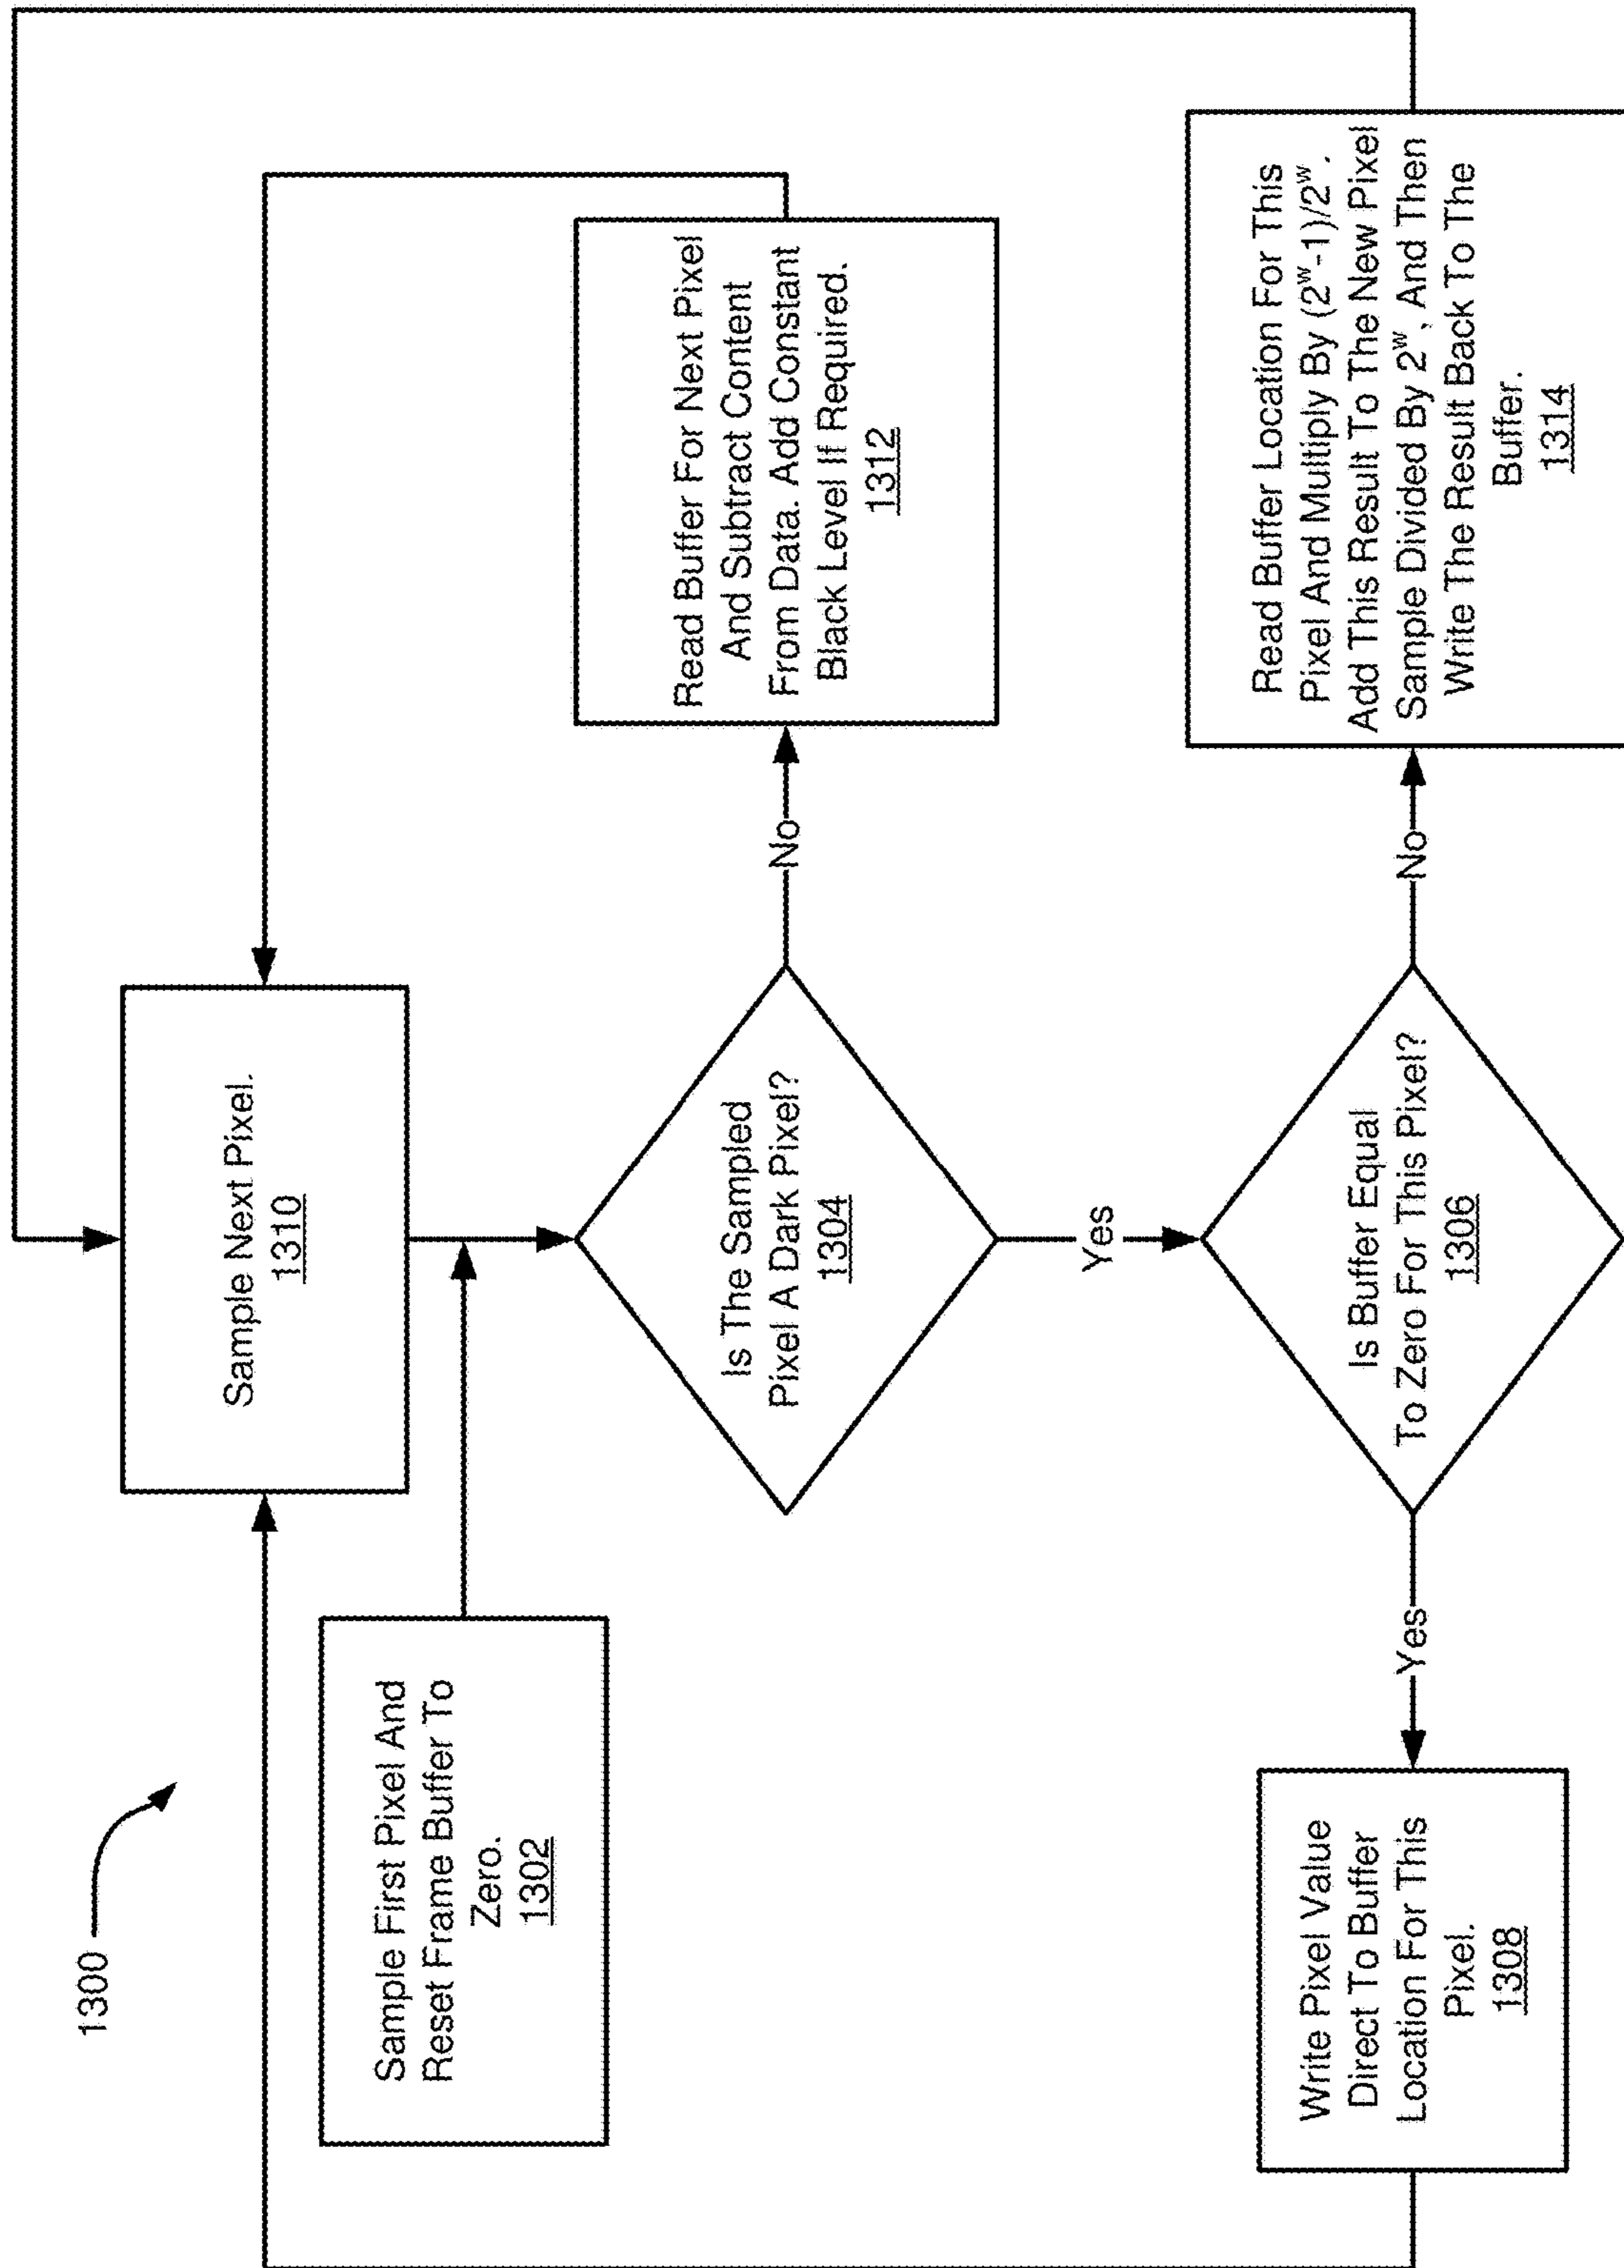 1300
Sample First Pixel And
Reset Frame Buffer To
Zero.
1302
Sample Next Pixel.
1310
Is The Sampled
Pixel A Dark Pixel?
1304
No
Read Buffer For Next Pixel
And Subtract Content
From Data. Add Constant
Black Level If Required.
1312
Yes
Is Buffer Equal
To Zero For This Pixel?
1306
Yes
Write Pixel Value
Direct To Buffer
Location For This
Pixel.
1308
No
Read Buffer Location For This
Pixel And Multiply By (2ʷ-1)/2ʷ.
Add This Result To The New Pixel
Sample Divided By 2ʷ, And Then
Write The Result Back To The
Buffer.
1314